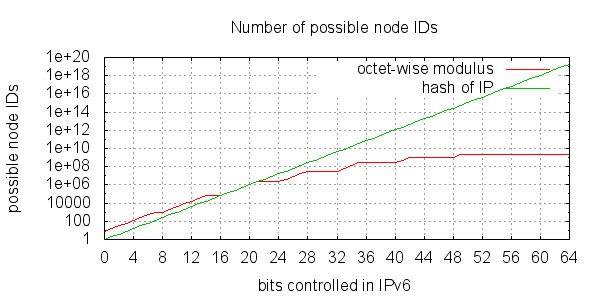 Number of possible node IDs
possible node IDs
1e+20
1e+18
1e+16
1e+14
1e+12
1e+10
1e+08
1e+06
10000
100
1
octet-wise modulus
hash of IP
0 4 8 12 16 20 24 28 32 36 40 44 48 52 56 60 64
bits controlled in IPv6